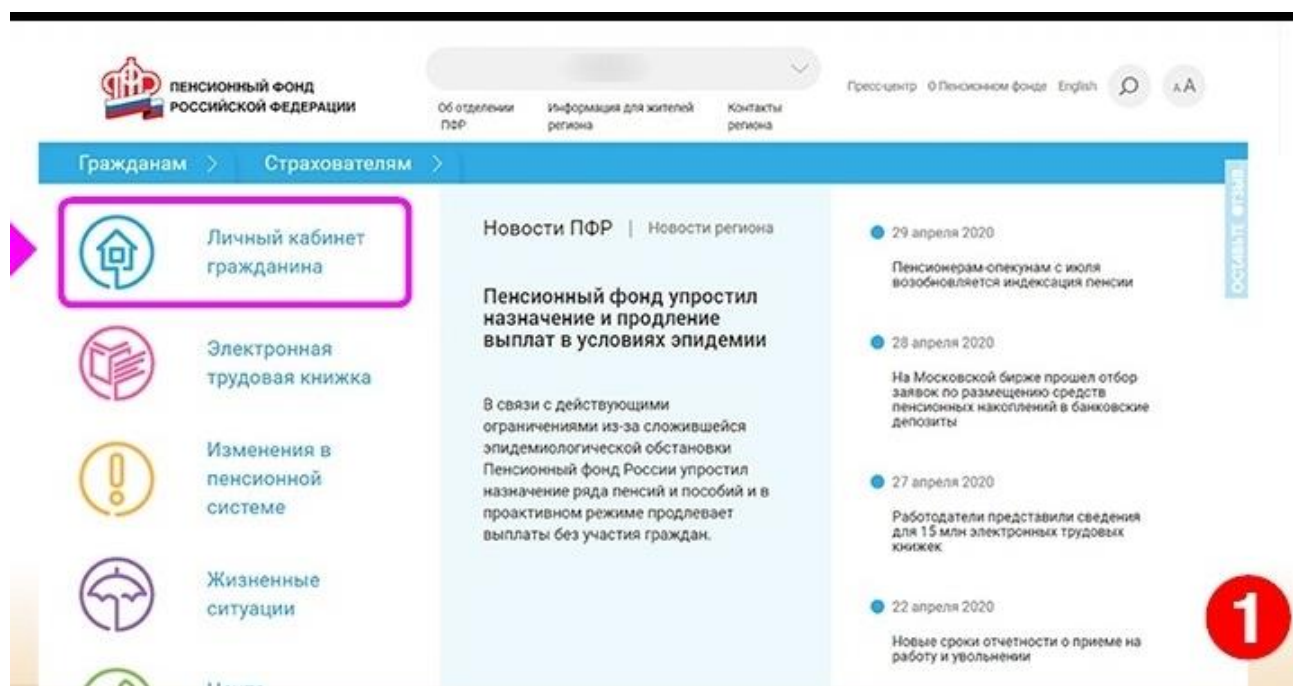 ПЕНСИОННЫЙ ФОНД
РОССИЙСКОЙ ФЕДЕРАЦИИ
Об отделении
ПФР
Информация для жителей
региона
Контакты
региона
Пресс-центр О Пенсионном фонде English
А А
Гражданам
Страхователям
ОСТАВЬТЕ ОТЗЫВ
Личный кабинет
гражданина
Электронная
трудовая книжка
Изменения в
пенсионной
системе
Жизненные
ситуации
Новости ПФР | Новости региона
Пенсионный фонд упростил
назначение и продление
выплат в условиях эпидемии
В связи с действующими
ограничениями из-за сложившейся
эпидемиологической обстановки
Пенсионный фонд России упростил
назначение ряда пенсий и пособий и в
проактивном режиме продлевает
выплаты без участия граждан.
29 апреля 2020
Пенсионерам-опекунам с июля
возобновляется индексация пенсии
28 апреля 2020
На Московской бирже прошел отбор
заявок по размещению средств
пенсионных накоплений в банковские
депозиты
27 апреля 2020
Работодатели представили сведения
для 15 млн электронных трудовых
книжек
22 апреля 2020
Новые сроки отчетности о приеме на
работу и увольнении
1